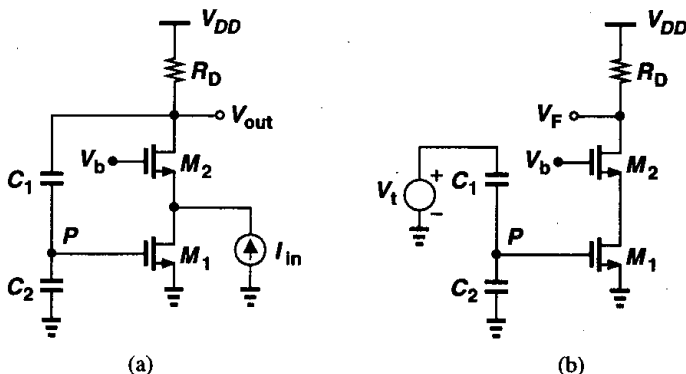 V_DD
R_D
V_out
V_b
M_2
C_1
P
M_1
I_in
C_2
(a)
V_DD
R_D
V_F
V_b
M_2
V_t
+
−
C_1
P
M_1
C_2
(b)